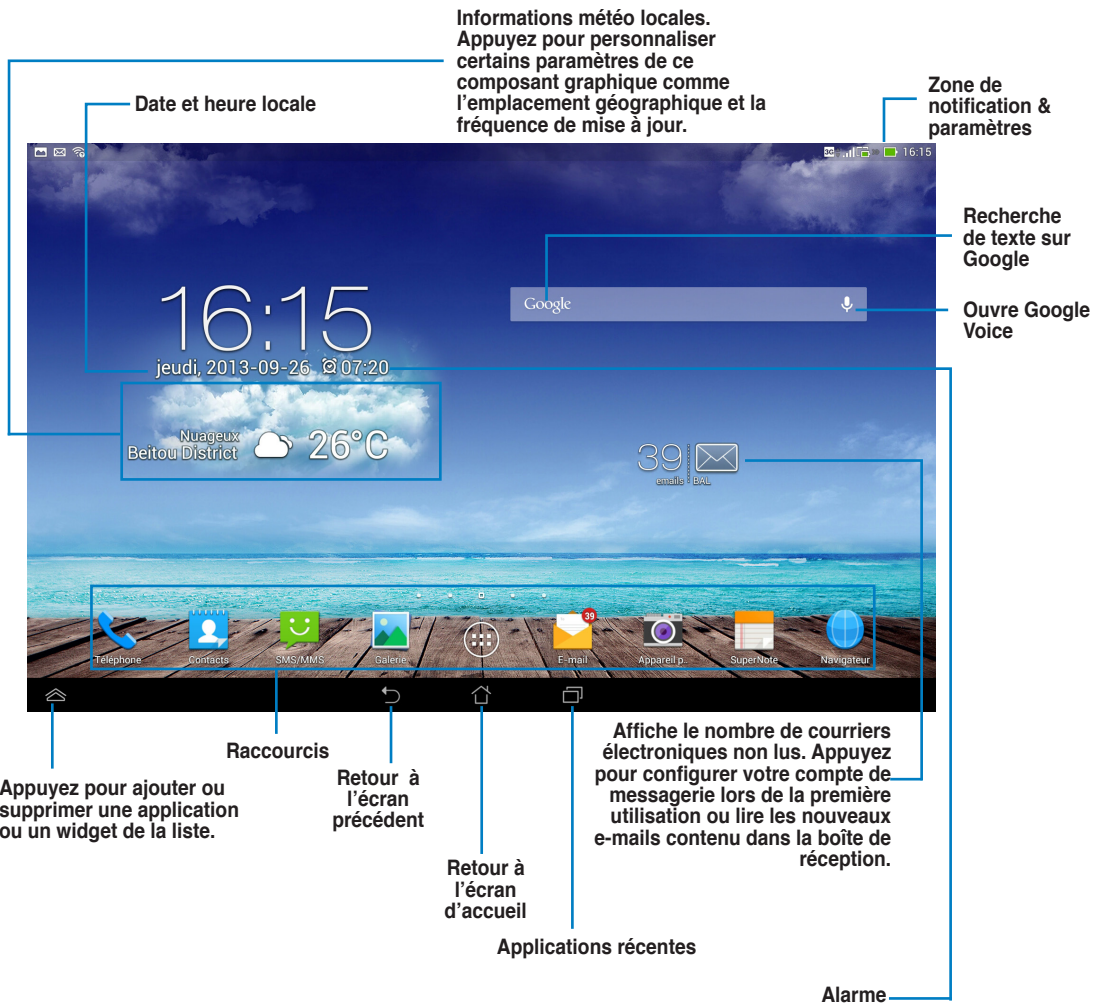 Informations météo locales.
Appuyez pour personnaliser
certains paramètres de ce
composant graphique comme
l'emplacement géographique et la
fréquence de mise à jour.
Date et heure locale
Zone de
notification &
paramètres
3G
16:15
Recherche
de texte sur
Google
16:15
Google
Ouvre Google
Voice
jeudi, 2013-09-26 07:20
Nuageux
Beitou District
26°C
39
emails
BAL
39
Téléphone
Contacts
SMS/MMS
Galerie
E-mail
Appareil p..
SuperNote
Navigateur
Appuyez pour ajouter ou
supprimer une application
ou un widget de la liste.
Raccourcis
Retour à
l'écran
précédent
Retour à
l'écran
d'accueil
Applications récentes
Affiche le nombre de courriers
électroniques non lus. Appuyez
pour configurer votre compte de
messagerie lors de la première
utilisation ou lire les nouveaux
e-mails contenu dans la boîte de
réception.
Alarme